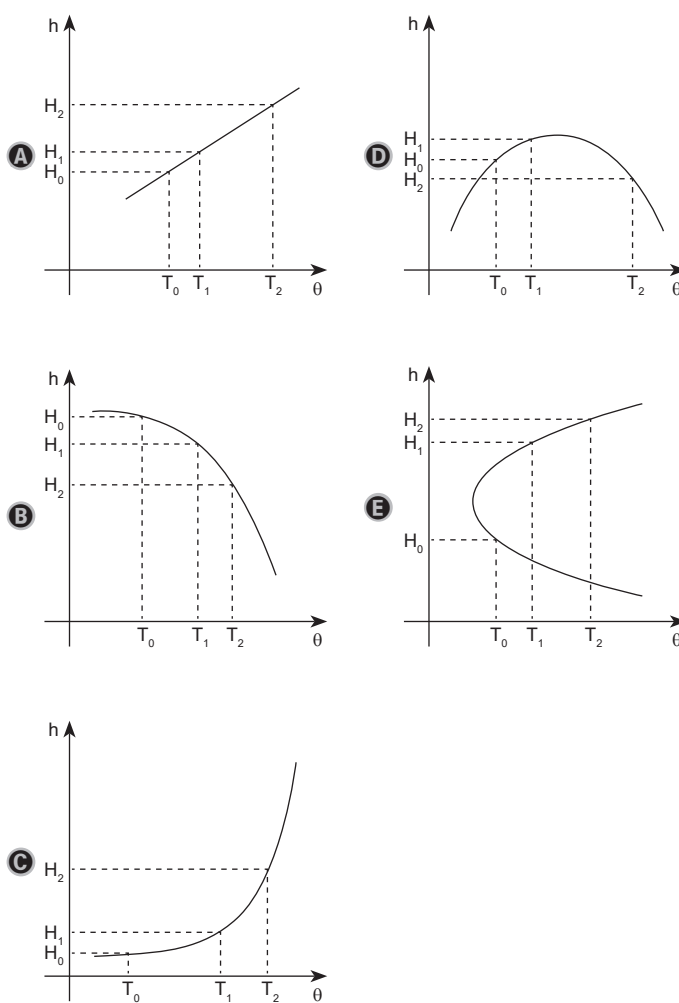 h
H₂
H₁
H₀
A
T₀ T₁ T₂ θ
h
H₀
H₁
H₂
B
T₀ T₁ T₂ θ
h
H₂
H₁
H₀
C
T₀ T₁ T₂ θ
h
H₁
H₀
H₂
D
T₀ T₁ T₂ θ
h
H₂
H₁
H₀
E
T₀ T₁ T₂ θ